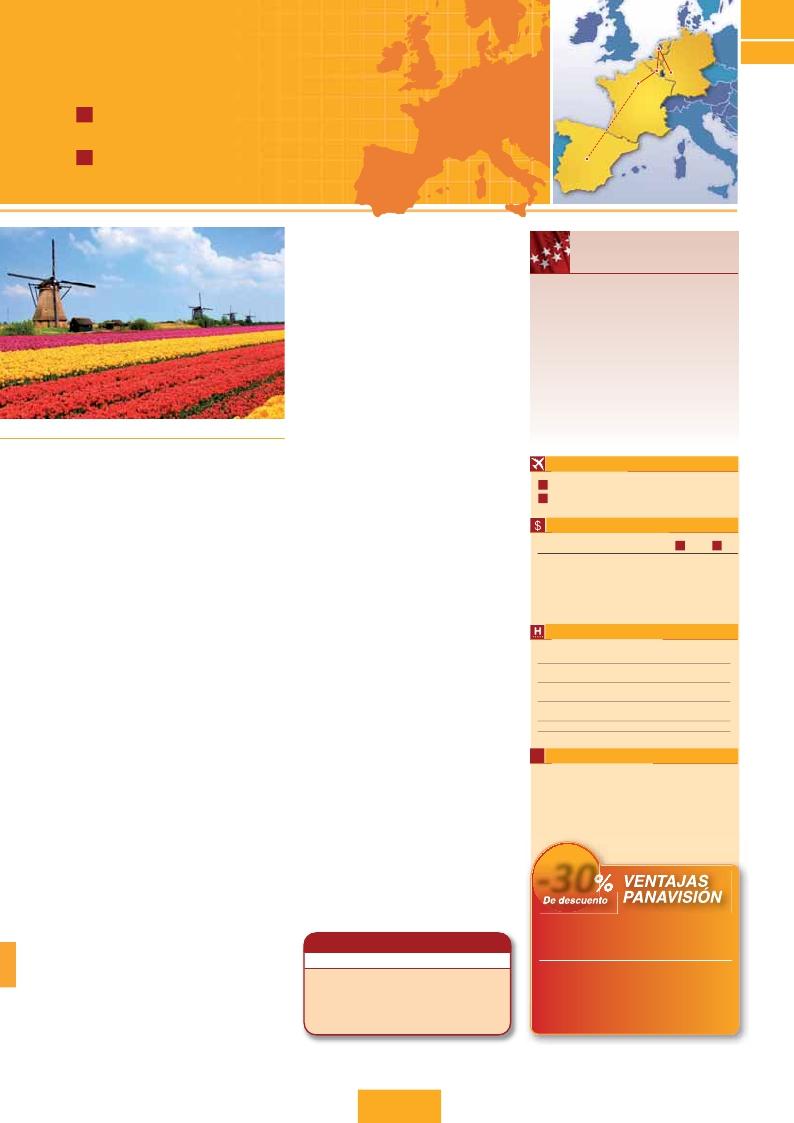 $
H
-30%
De descuento
VENTAJAS
PANAVISIÓN